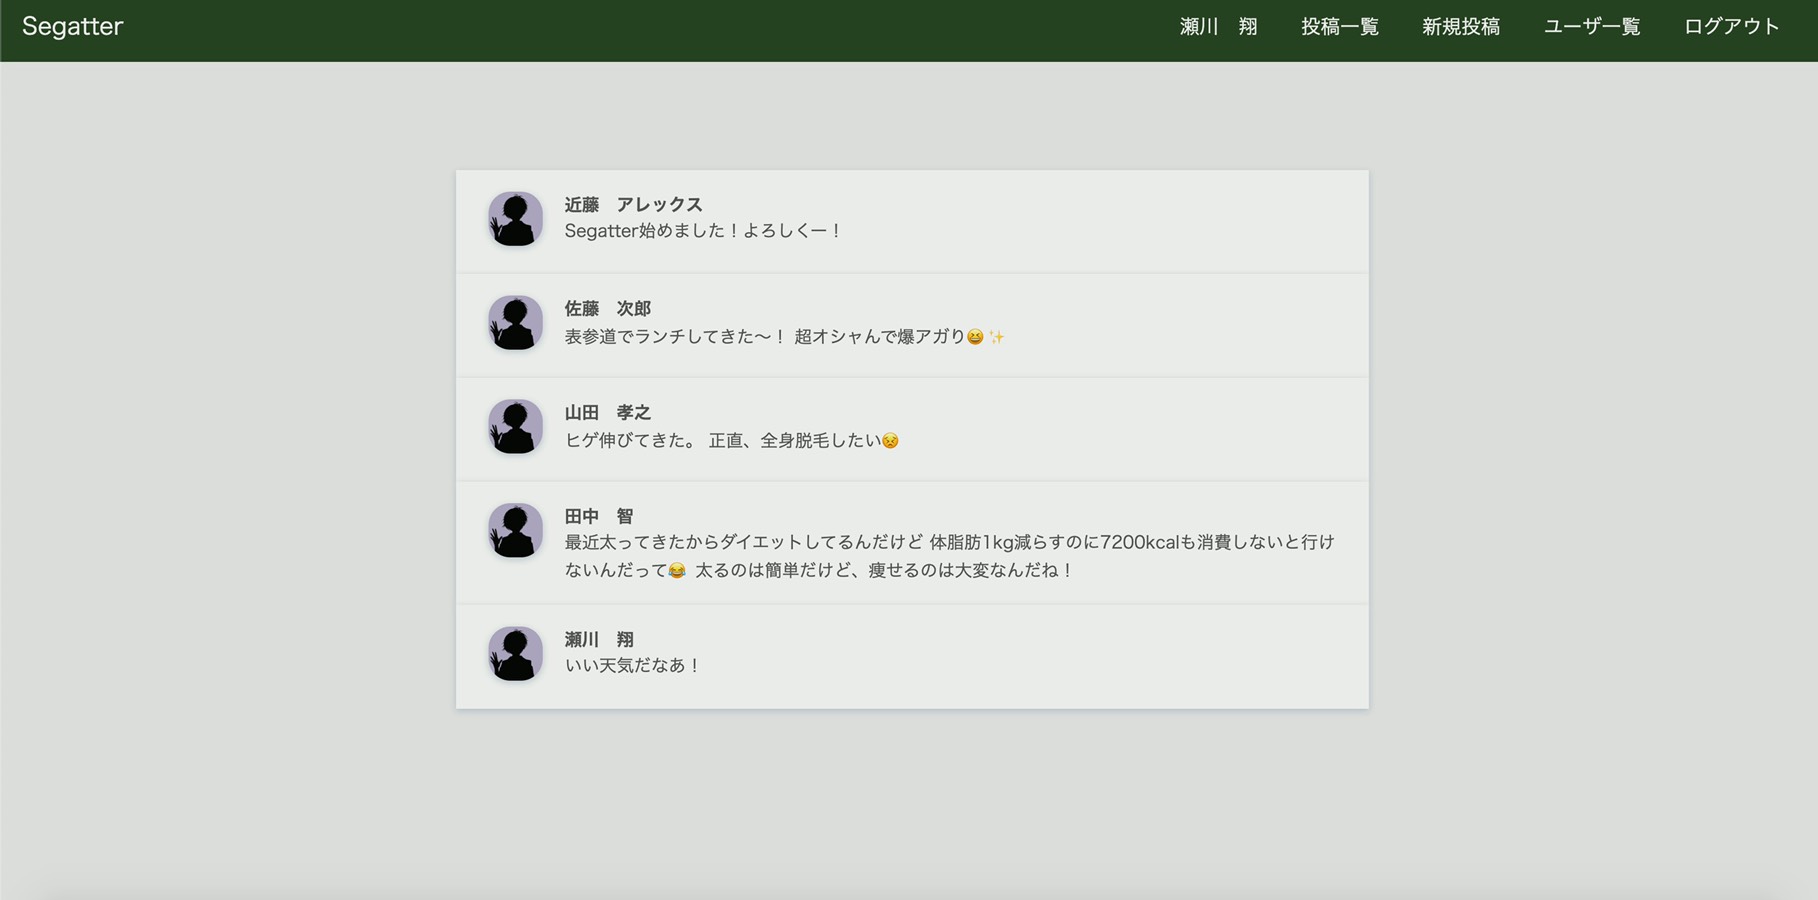 Segatter
瀬川　翔
投稿一覧
新規投稿
ユーザ一覧
ログアウト
近藤　アレックス
Segatter始めました！よろしくー！
佐藤　次郎
表参道でランチしてきた〜！ 超オシャんで爆アガり😆✨
山田　孝之
ヒゲ伸びてきた。 正直、全身脱毛したい😣
田中　智
最近太ってきたからダイエットしてるんだけど 体脂肪1kg減らすのに7200kcalも消費しないと行け
ないんだって😂 太るのは簡単だけど、痩せるのは大変なんだね！
瀬川　翔
いい天気だなあ！